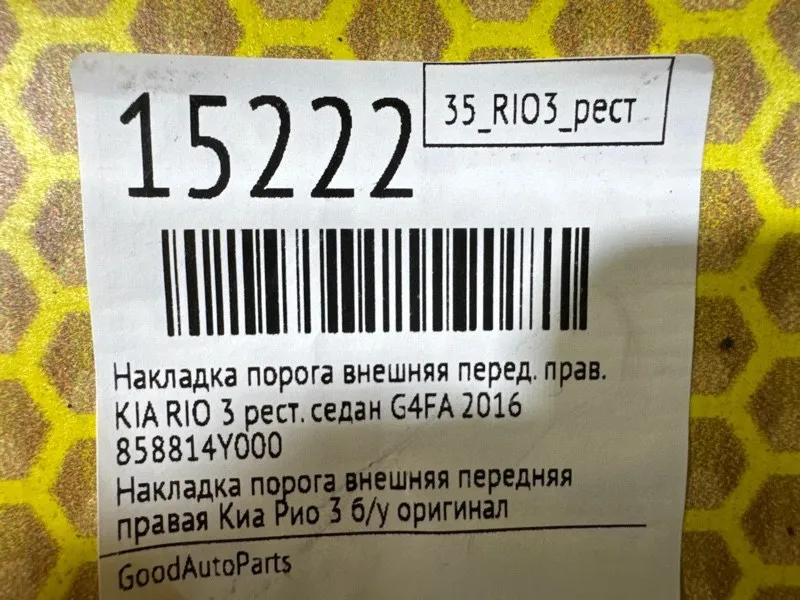 15222
35_RIO3_рест
Накладка порога внешняя перед. прав.
KIA RIO 3 рест. седан G4FA 2016
858814Y000
Накладка порога внешняя передняя
правая Киа Рио 3 б/у оригинал
GoodAutoParts